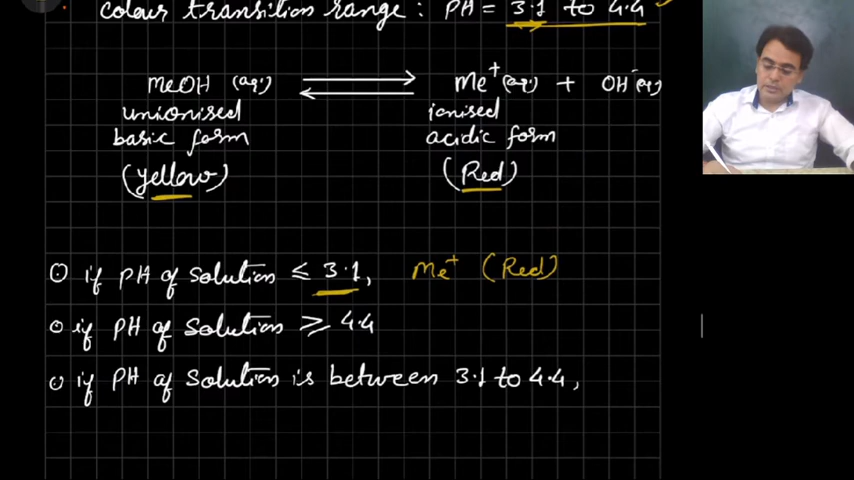 colour transition range : PH = 3.1 to 4.4
MeOH (aq.) ⇌ Me⁺(aq.) + OH⁻(aq.)
unionised ionised
basic form acidic form
(yellow) (Red)
if PH of solution ≤ 3.1, Me⁺ (Red)
if PH of solution ≥ 4.4
if PH of solution is between 3.1 to 4.4,